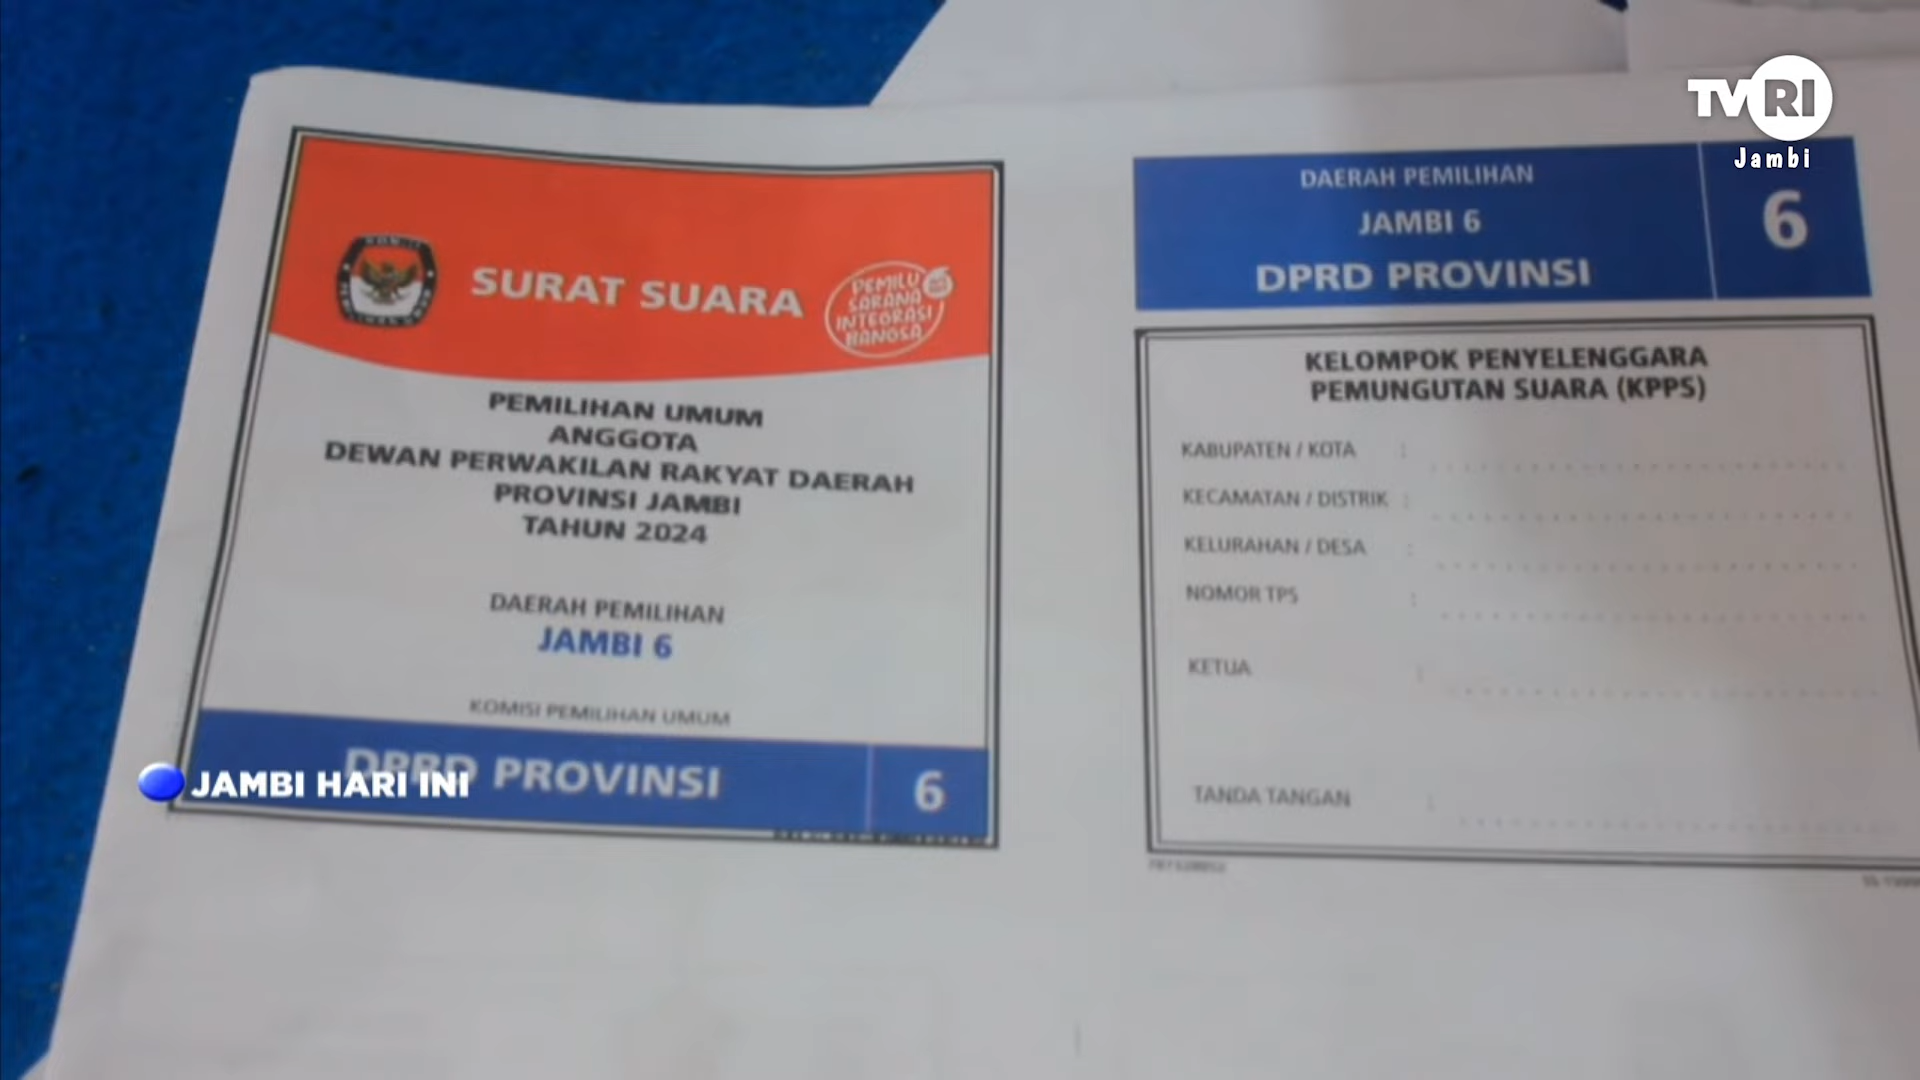 TVRI
Jambi
SURAT SUARA
PEMILU
SARANA
INTEGRASI
BANGSA
PEMILIHAN UMUM
ANGGOTA
DEWAN PERWAKILAN RAKYAT DAERAH
PROVINSI JAMBI
TAHUN 2024
DAERAH PEMILIHAN
JAMBI 6
KOMISI PEMILIHAN UMUM
DPRD PROVINSI 6
JAMBI HARI INI
DAERAH PEMILIHAN
JAMBI 6
DPRD PROVINSI
6
KELOMPOK PENYELENGGARA
PEMUNGUTAN SUARA (KPPS)
KABUPATEN / KOTA :
KECAMATAN / DISTRIK :
KELURAHAN / DESA :
NOMOR TPS :
KETUA :
TANDA TANGAN :